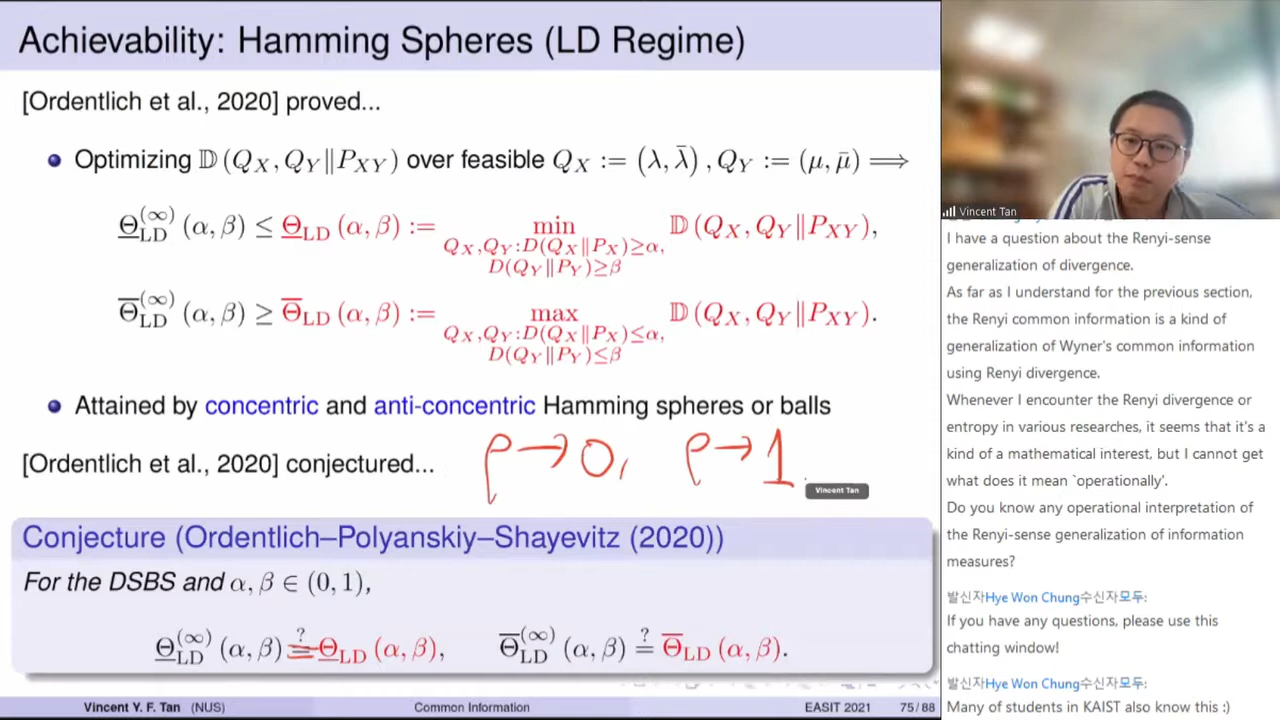 Achievability: Hamming Spheres (LD Regime)
[Ordentlich et al., 2020] proved...
Optimizing 𝔻(Q_X, Q_Y‖P_XY) over feasible Q_X := (λ, λ̄), Q_Y := (μ, μ̄) ⟹
Θ̲_LD^(∞)(α, β) ≤ Θ̲_LD(α, β) := min_{Q_X,Q_Y:D(Q_X‖P_X)≥α, D(Q_Y‖P_Y)≥β} 𝔻(Q_X, Q_Y‖P_XY),
Θ̅_LD^(∞)(α, β) ≥ Θ̅_LD(α, β) := max_{Q_X,Q_Y:D(Q_X‖P_X)≤α, D(Q_Y‖P_Y)≤β} 𝔻(Q_X, Q_Y‖P_XY).
Attained by concentric and anti-concentric Hamming spheres or balls
[Ordentlich et al., 2020] conjectured...
ρ→0, ρ→1
Vincent Tan
Conjecture (Ordentlich–Polyanskiy–Shayevitz (2020))
For the DSBS and α, β ∈ (0, 1),
Θ̲_LD^(∞)(α, β) ≟ Θ̲_LD(α, β), Θ̅_LD^(∞)(α, β) ≟ Θ̅_LD(α, β).
Vincent Y. F. Tan (NUS) Common Information EASIT 2021 75 / 88
Vincent Tan
I have a question about the Renyi-sense
generalization of divergence.
As far as I understand for the previous section,
the Renyi common information is a kind of
generalization of Wyner's common information
using Renyi divergence.
Whenever I encounter the Renyi divergence or
entropy in various researches, it seems that it's a
kind of a mathematical interest, but I cannot get
what does it mean `operationally'.
Do you know any operational interpretation of
the Renyi-sense generalization of information
measures?
발신자Hye Won Chung수신자모두:
If you have any questions, please use this
chatting window!
발신자Hye Won Chung수신자모두:
Many of students in KAIST also know this :)